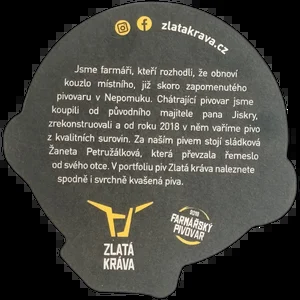 zlatakrava.cz
Jsme farmáři, kteří rozhodli, že obnoví
kouzlo místního, již skoro zapomenutého
pivovaru v Nepomuku. Chátrající pivovar jsme
koupili od původního majitele pana Jiskry,
zrekonstruovali a od roku 2018 v něm vaříme pivo
z kvalitních surovin. Za naším pivem stojí sládková
Žaneta Petružálková, která převzala řemeslo
od svého otce. V portfoliu piv Zlatá kráva naleznete
spodně i svrchně kvašená piva.
ZLATÁ
KRÁVA
FARMÁŘSKÝ
PIVOVAR